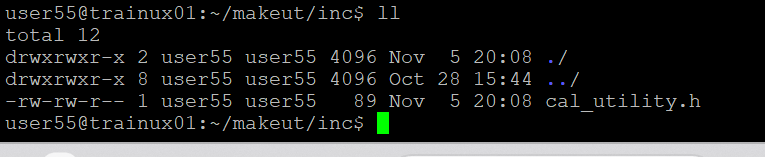 user55@trainux01:~/makeut/inc$ ll
total 12
drwxrwxr-x 2 user55 user55 4096 Nov  5 20:08 ./
drwxrwxr-x 8 user55 user55 4096 Oct 28 15:44 ../
-rw-rw-r-- 1 user55 user55   89 Nov  5 20:08 cal_utility.h
user55@trainux01:~/makeut/inc$